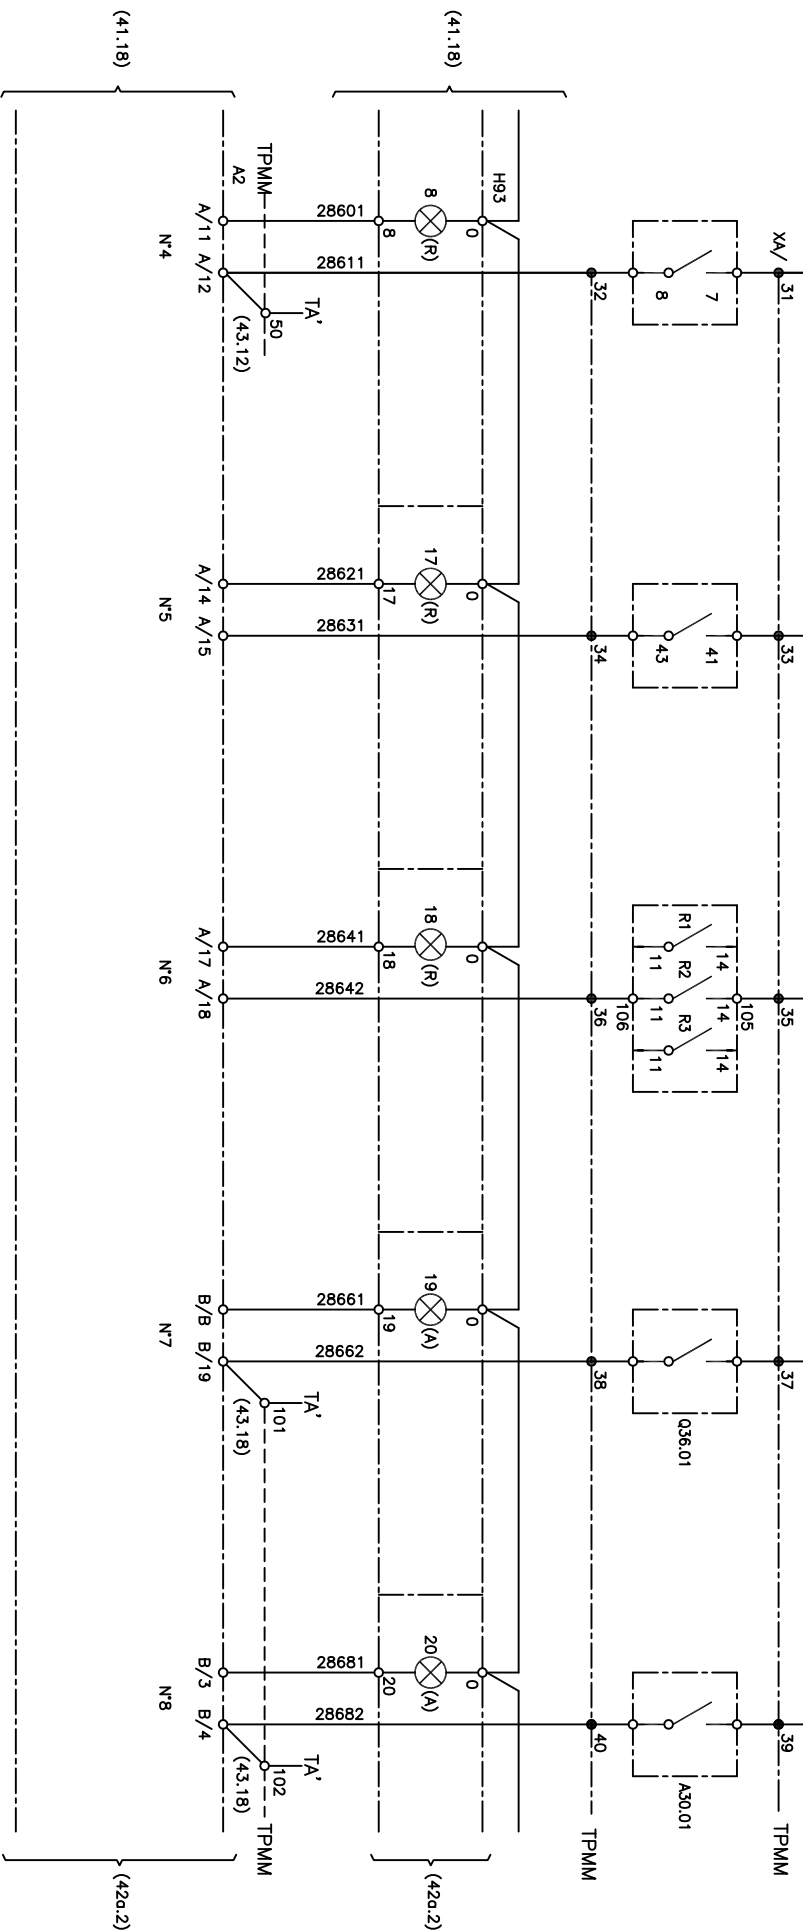 (41.18)
(41.18)
TPMM
A2
H93
XA/
A/11
28601
8
8
(R)
0
N°4
A/12
28611
32
8
7
31
50
TA'
(43.12)
A/14
28621
17
17
(R)
0
N°5
A/15
28631
34
43
41
33
A/17
28641
18
18
(R)
0
N°6
A/18
28642
36
106
R1
11
14
R2
11
14
R3
11
14
105
35
B/B
28661
19
19
(A)
0
N°7
B/19
28662
38
37
Q36.01
101
TA'
(43.18)
B/3
28681
20
20
(A)
0
N°8
B/4
28682
40
39
A30.01
102
TA'
(43.18)
TPMM
TPMM
TPMM
(42a.2)
(42a.2)